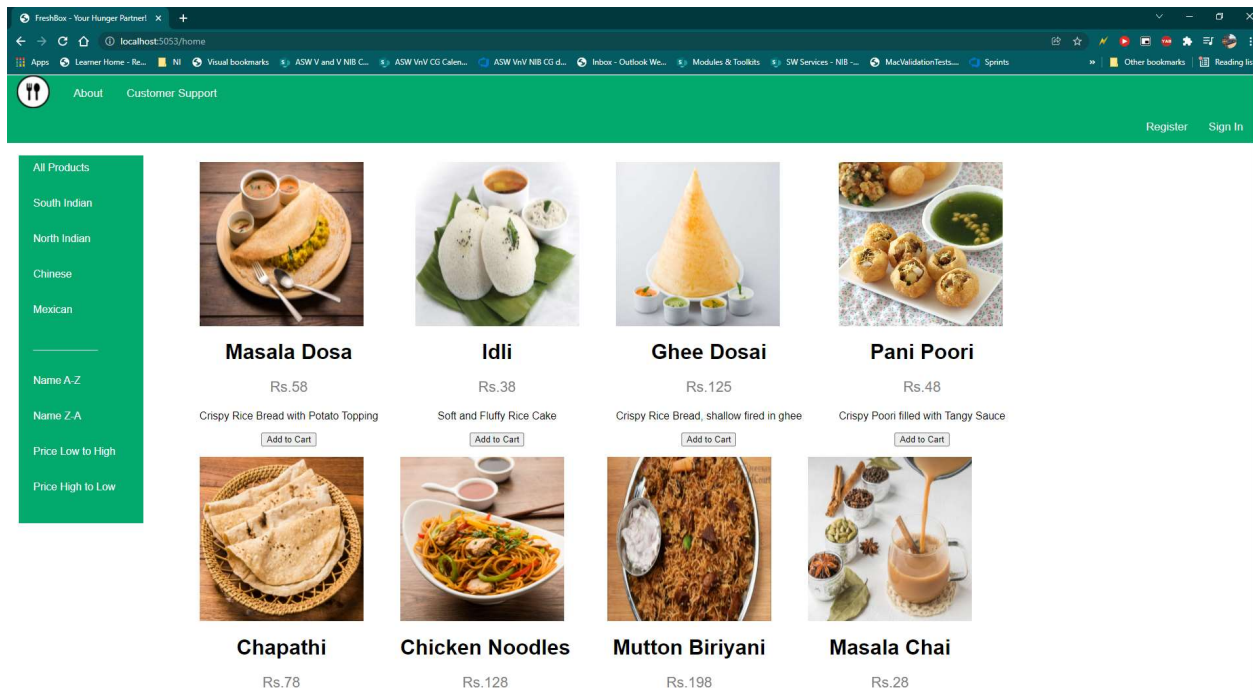 FreshBox - Your Hunger Partner!
localhost:5053/home
Apps Learner Home - Re... NI Visual bookmarks ASW V and V NIB C... ASW VnV CG Calen... ASW VnV NIB CG d... Inbox - Outlook We... Modules & Toolkits SW Services - NIB -... MacValidationTests.... Sprints » Other bookmarks Reading lis
About Customer Support
Register Sign In
All Products
South Indian
North Indian
Chinese
Mexican
Name A-Z
Name Z-A
Price Low to High
Price High to Low
Masala Dosa Idli Ghee Dosai Pani Poori
Rs.58 Rs.38 Rs.125 Rs.48
Crispy Rice Bread with Potato Topping Soft and Fluffy Rice Cake Crispy Rice Bread, shallow fired in ghee Crispy Poori filled with Tangy Sauce
Add to Cart Add to Cart Add to Cart Add to Cart
Chapathi Chicken Noodles Mutton Biriyani Masala Chai
Rs.78 Rs.128 Rs.198 Rs.28